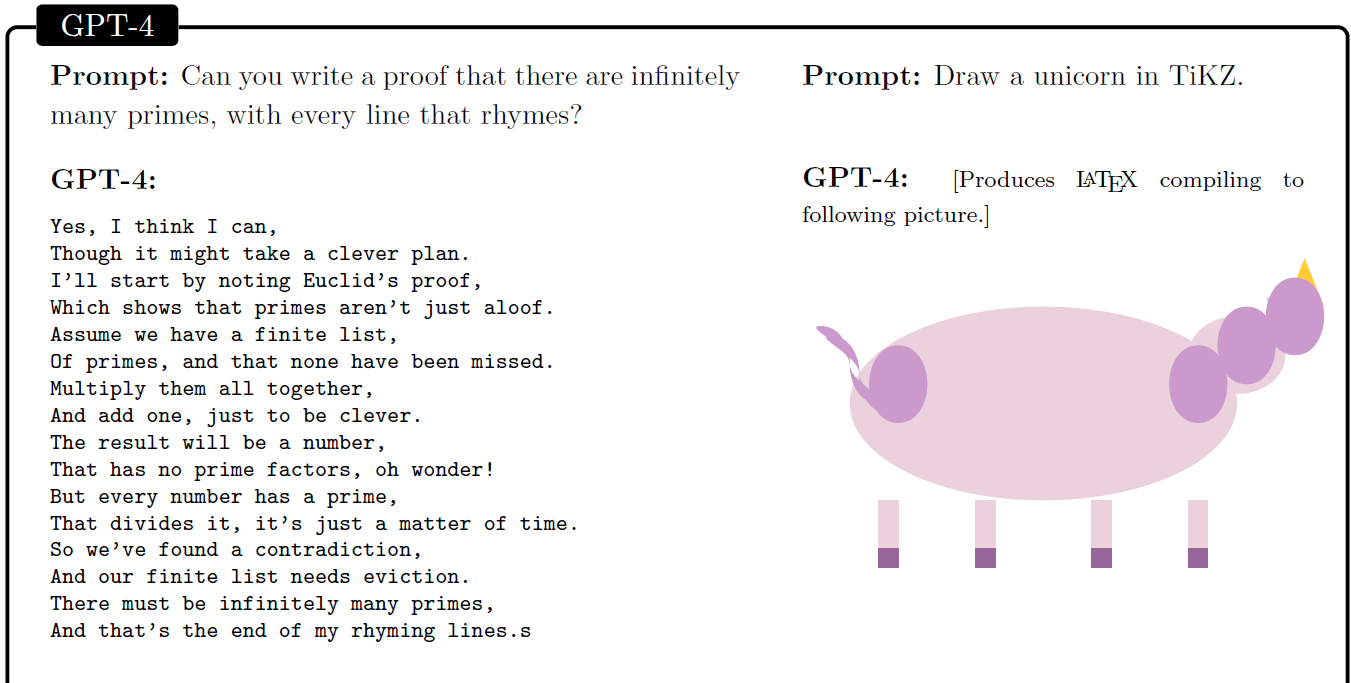 GPT-4
Prompt: Can you write a proof that there are infinitely
many primes, with every line that rhymes?
GPT-4:
Yes, I think I can,
Though it might take a clever plan.
I'll start by noting Euclid's proof,
Which shows that primes aren't just aloof.
Assume we have a finite list,
Of primes, and that none have been missed.
Multiply them all together,
And add one, just to be clever.
The result will be a number,
That has no prime factors, oh wonder!
But every number has a prime,
That divides it, it's just a matter of time.
So we've found a contradiction,
And our finite list needs eviction.
There must be infinitely many primes,
And that's the end of my rhyming lines.s
Prompt: Draw a unicorn in TiKZ.
GPT-4: [Produces LATEX compiling to
following picture.]